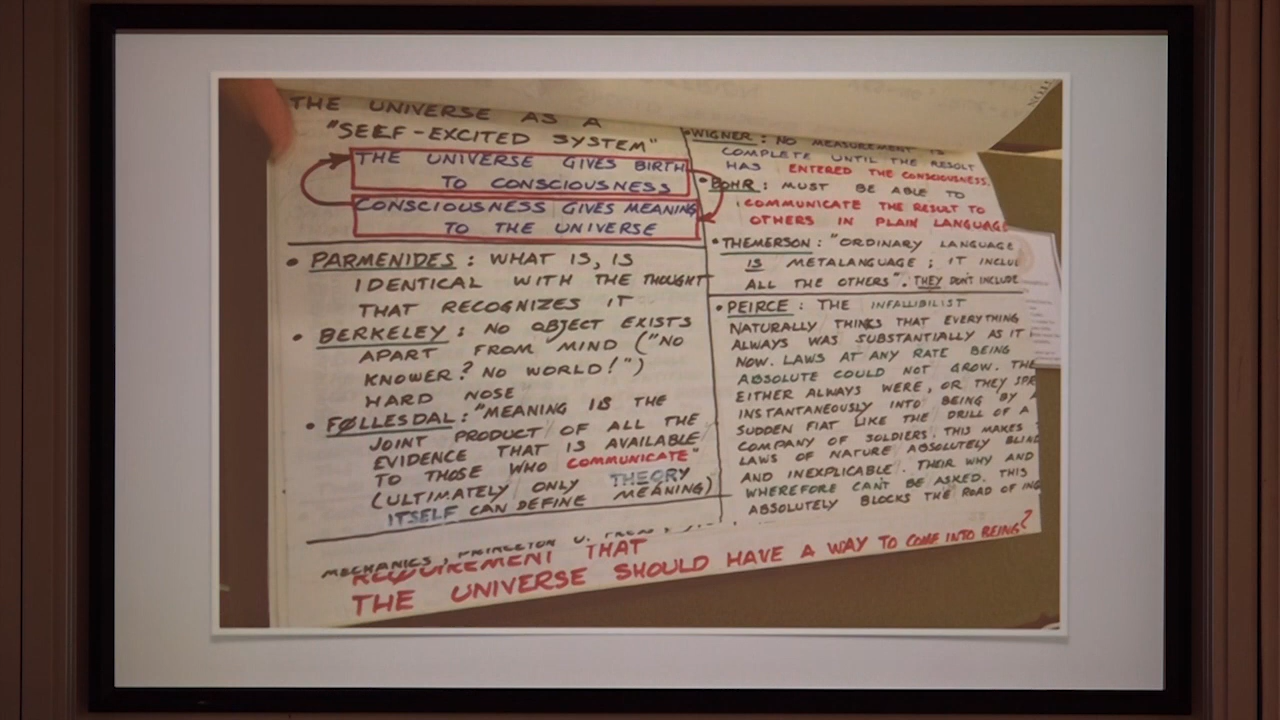 THE UNIVERSE AS A
"SELF-EXCITED SYSTEM"
THE UNIVERSE GIVES BIRTH
TO CONSCIOUSNESS
CONSCIOUSNESS GIVES MEANING
TO THE UNIVERSE
• PARMENIDES : WHAT IS, IS
IDENTICAL WITH THE THOUGHT
THAT RECOGNIZES IT
• BERKELEY : NO OBJECT EXISTS
APART FROM MIND ("NO
KNOWER? NO WORLD!")
HARD NOSE
• FØLLESDAL : "MEANING IS THE
JOINT PRODUCT OF ALL THE
EVIDENCE THAT IS AVAILABLE
TO THOSE WHO COMMUNICATE"
(ULTIMATELY ONLY THEORY
ITSELF CAN DEFINE MEANING)
• WIGNER : NO MEASUREMENT IS
COMPLETE UNTIL THE RESULT
HAS ENTERED THE CONSCIOUSNESS.
• BOHR : MUST BE ABLE TO
COMMUNICATE THE RESULT TO
OTHERS IN PLAIN LANGUAGE
• THEMERSON : "ORDINARY LANGUAGE
IS METALANGUAGE ; IT INCLU
ALL THE OTHERS". THEY DON'T INCLUDE
• PEIRCE : THE INFALLIBILIST
NATURALLY THINKS THAT EVERYTHING
ALWAYS WAS SUBSTANTIALLY AS IT I
NOW. LAWS AT ANY RATE BEING
ABSOLUTE COULD NOT GROW. THE
EITHER ALWAYS WERE, OR THEY SPR
INSTANTANEOUSLY INTO BEING BY A
SUDDEN FIAT LIKE THE DRILL OF A
COMPANY OF SOLDIERS. THIS MAKES
LAWS OF NATURE ABSOLUTELY BLIND
AND INEXPLICABLE. THEIR WHY AND
WHEREFORE CAN'T BE ASKED. THIS
ABSOLUTELY BLOCKS THE ROAD OF INQ
MECHANICS, PRINCETON U.
REQUIREMENT THAT
THE UNIVERSE SHOULD HAVE A WAY TO COME INTO BEING?